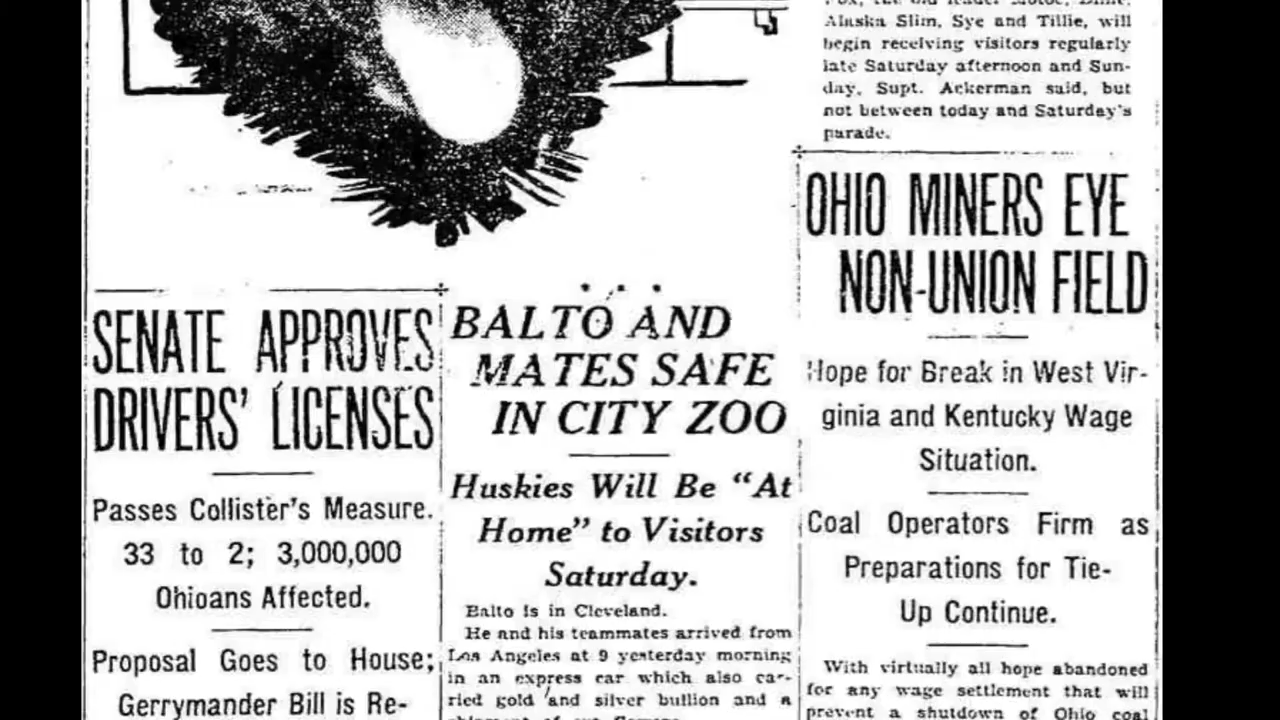 Alaska Slim, Sye and Tillie, will
begin receiving visitors regularly
late Saturday afternoon and Sun-
day, Supt. Ackerman said, but
not between today and Saturday's
parade.
SENATE APPROVES
DRIVERS' LICENSES
Passes Collister's Measure.
33 to 2; 3,000,000
Ohioans Affected.
Proposal Goes to House;
Gerrymander Bill is Re-
BALTO AND
MATES SAFE
IN CITY ZOO
Huskies Will Be "At
Home" to Visitors
Saturday.
Balto is in Cleveland.
He and his teammates arrived from
Los Angeles at 9 yesterday morning
in an express car which also car-
ried gold and silver bullion and a
OHIO MINERS EYE
NON-UNION FIELD
Hope for Break in West Vir-
ginia and Kentucky Wage
Situation.
Coal Operators Firm as
Preparations for Tie-
Up Continue.
With virtually all hope abandoned
for any wage settlement that will
prevent a shutdown of Ohio coal